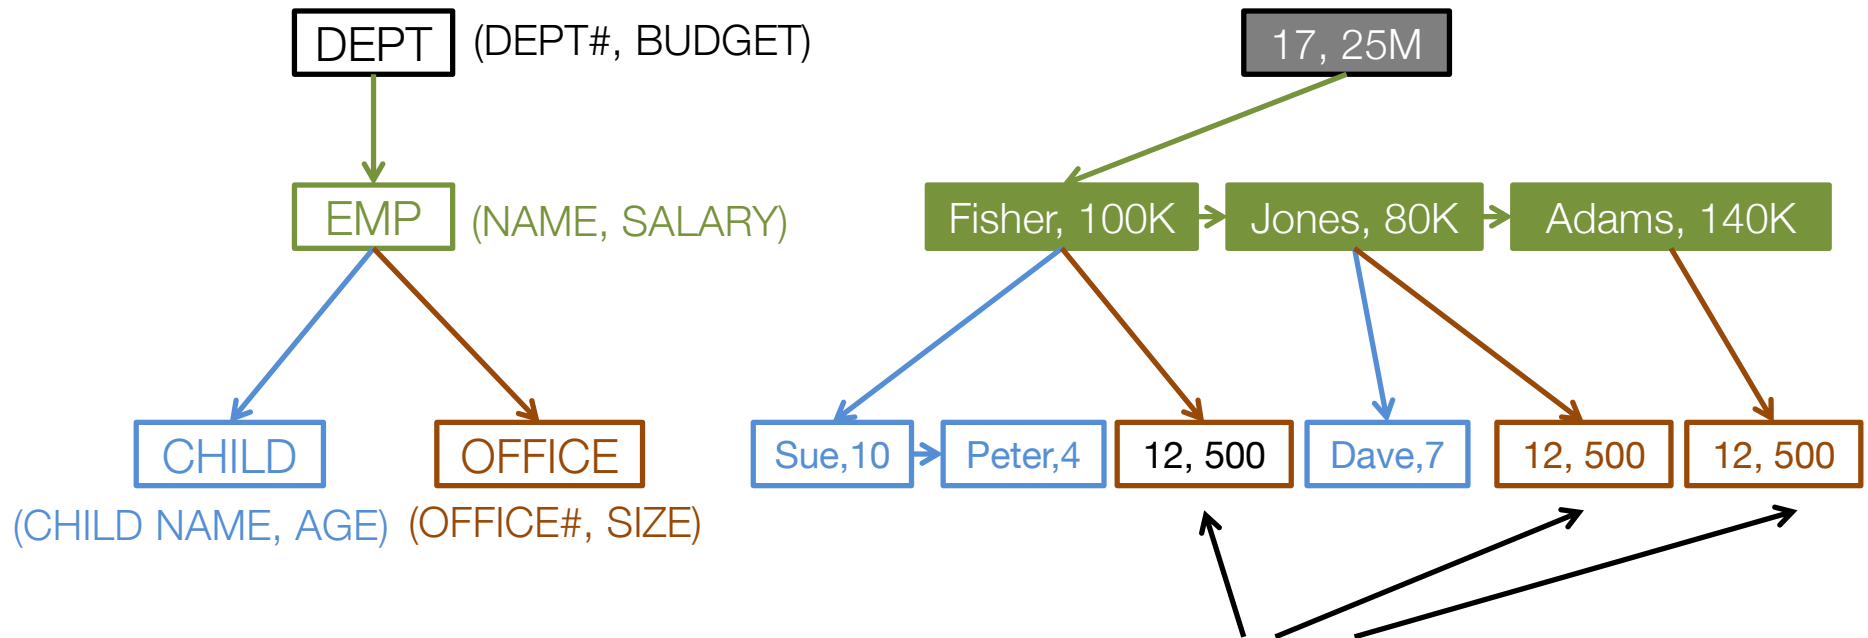 DEPT (DEPT#, BUDGET)
17, 25M
EMP (NAME, SALARY)
Fisher, 100K
Jones, 80K
Adams, 140K
CHILD
OFFICE
(CHILD NAME, AGE)
(OFFICE#, SIZE)
Sue,10
Peter,4
12, 500
Dave,7
12, 500
12, 500